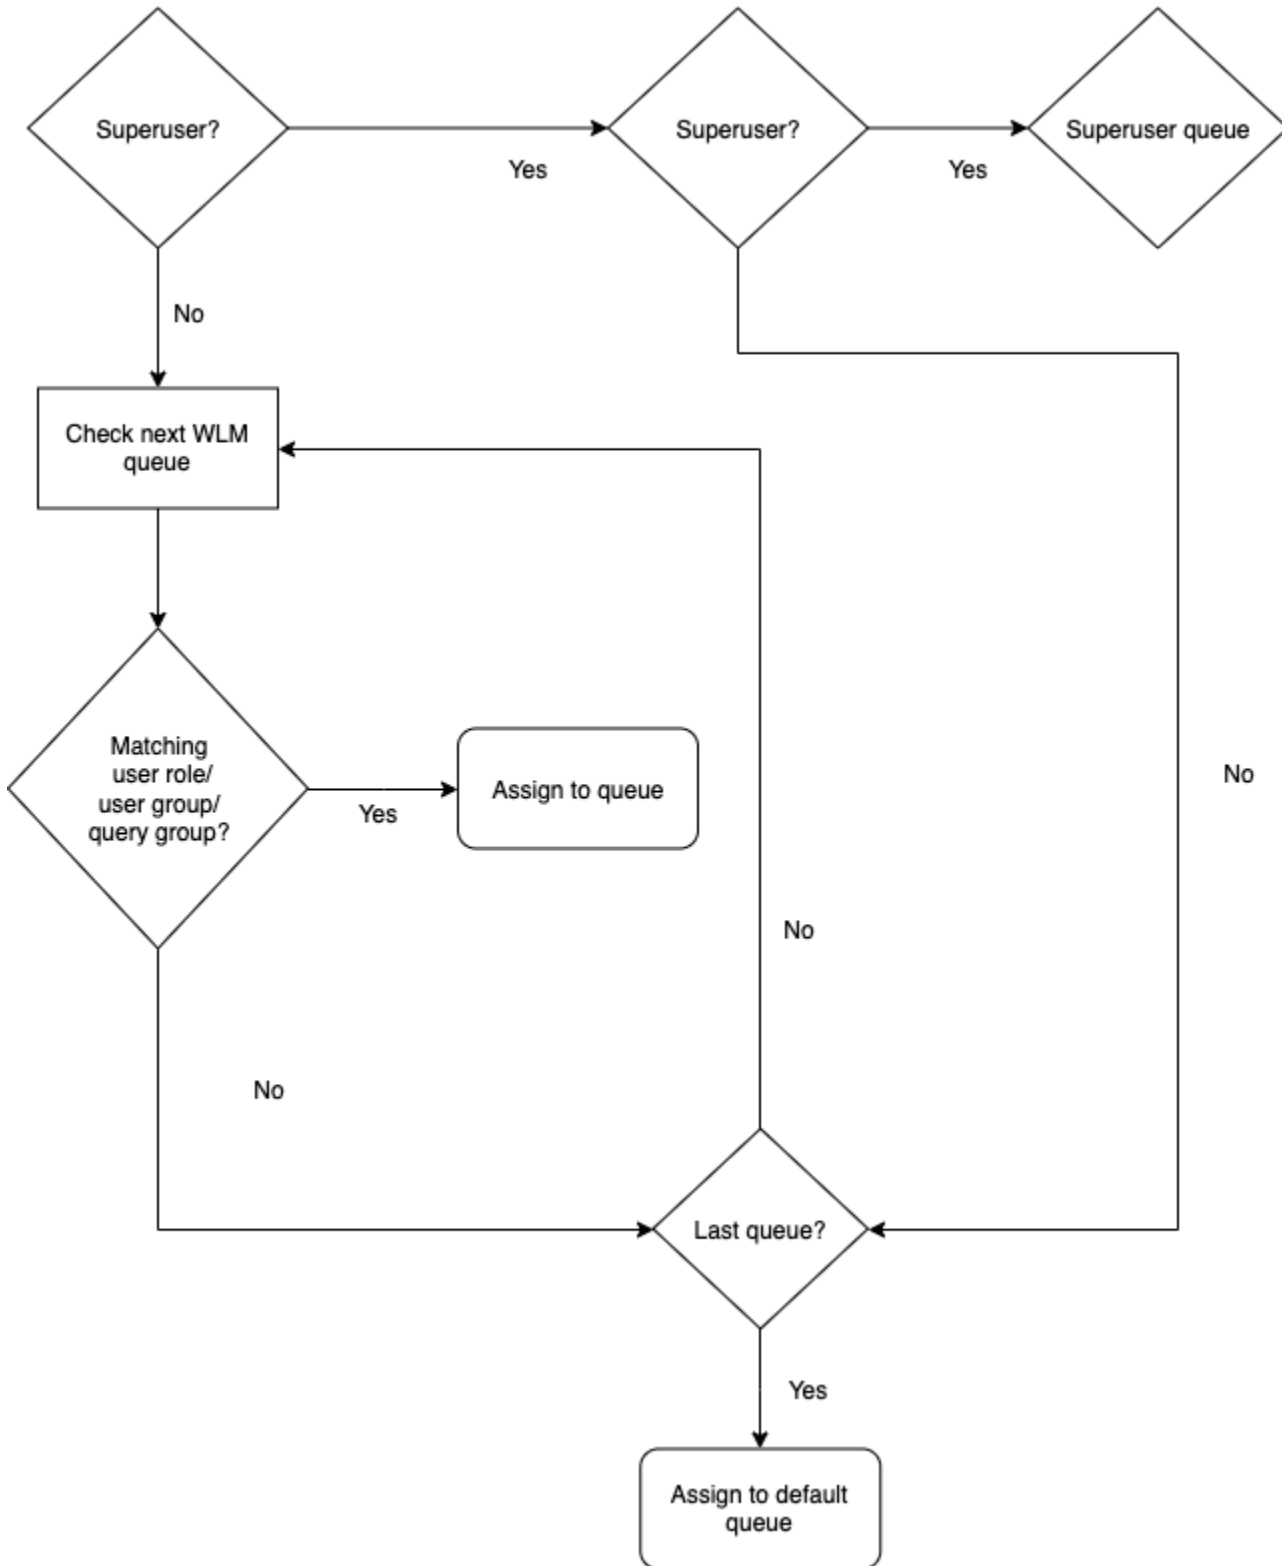 Superuser?
Yes
Superuser?
Yes
Superuser queue
No
Check next WLM
queue
Matching
user role/
user group/
query group?
Yes
Assign to queue
No
No
No
Last queue?
Yes
Assign to default
queue